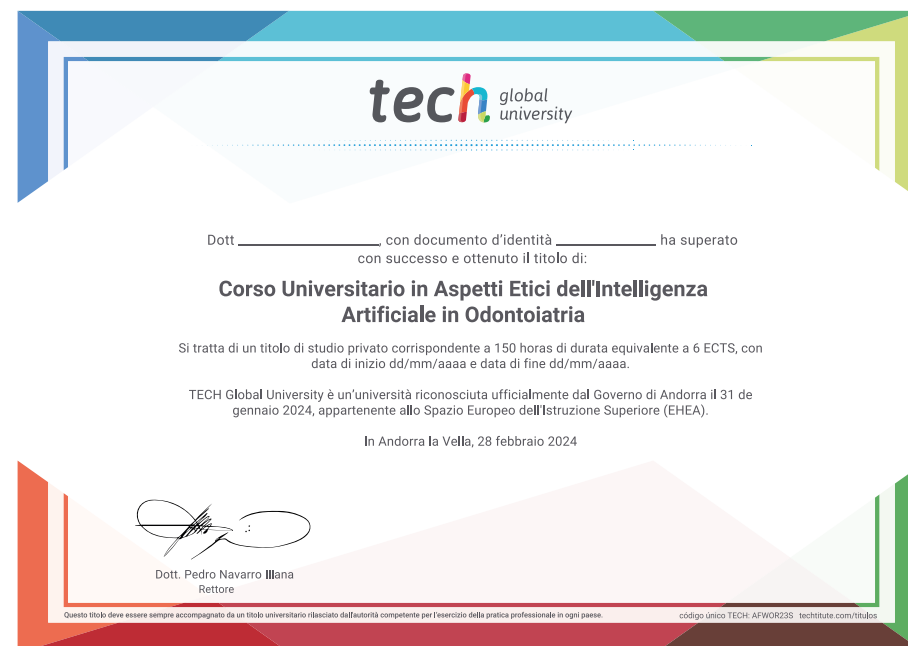 tech global university
Dott ____________________, con documento d'identità __________________ ha superato
con successo e ottenuto il titolo di:
Corso Universitario in Aspetti Etici dell'Intelligenza
Artificiale in Odontoiatria
Si tratta di un titolo di studio privato corrispondente a 150 horas di durata equivalente a 6 ECTS, con
data di inizio dd/mm/aaaa e data di fine dd/mm/aaaa.
TECH Global University è un'università riconosciuta ufficialmente dal Governo di Andorra il 31 de
gennaio 2024, appartenente allo Spazio Europeo dell'Istruzione Superiore (EHEA).
In Andorra la Vella, 28 febbraio 2024
Dott. Pedro Navarro Illana
Rettore
Questo titolo deve essere sempre accompagnato da un titolo universitario rilasciato dall'autorità competente per l'esercizio della pratica professionale in ogni paese. código único TECH: AFWOR23S techtitute.com/titulos